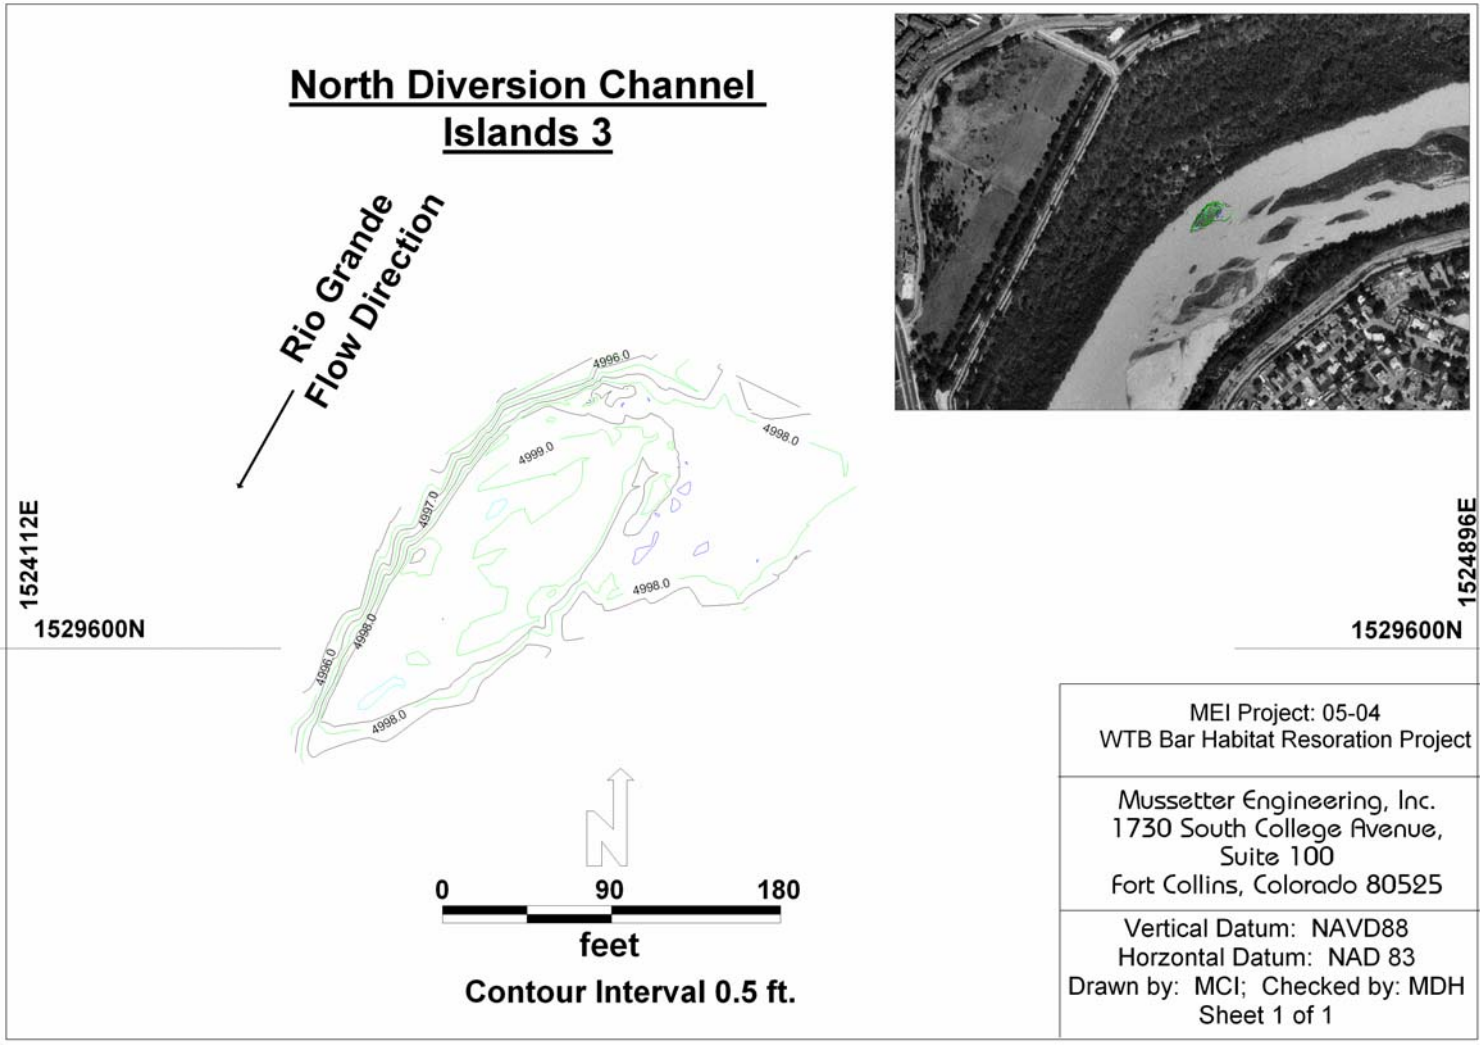 North Diversion Channel
Islands 3
Rio Grande
Flow Direction
4996.0
4998.0
4999.0
4997.0
4998.0
4998.0
4996.0
4998.0
1524112E
1529600N
1524896E
1529600N
N
0 90 180
feet
Contour Interval 0.5 ft.
MEI Project: 05-04
WTB Bar Habitat Resoration Project
Mussetter Engineering, Inc.
1730 South College Avenue,
Suite 100
Fort Collins, Colorado 80525
Vertical Datum: NAVD88
Horzontal Datum: NAD 83
Drawn by: MCI; Checked by: MDH
Sheet 1 of 1